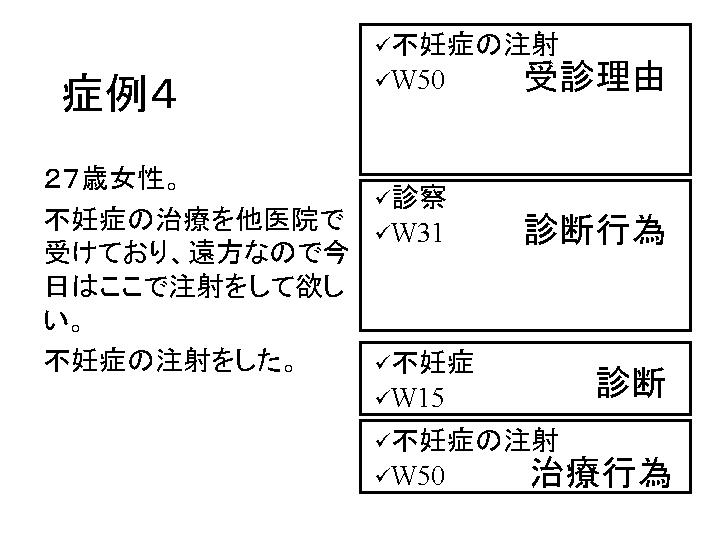 症例４
２７歳女性。
不妊症の治療を他医院で
受けており、遠方なので今
日はここで注射をして欲し
い。
不妊症の注射をした。
✓不妊症の注射
✓W50 受診理由
✓診察
✓W31 診断行為
✓不妊症
✓W15 診断
✓不妊症の注射
✓W50 治療行為